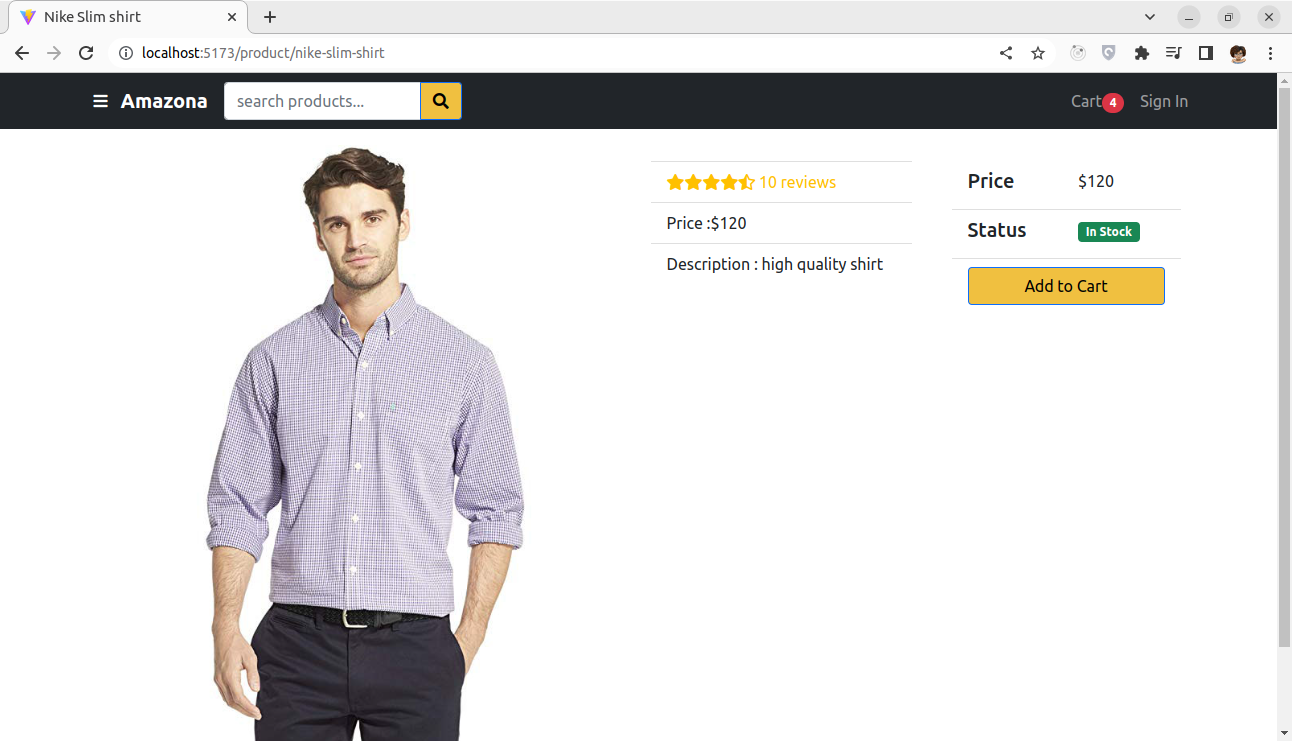 Nike Slim shirt
localhost:5173/product/nike-slim-shirt
Amazona
search products...
Cart 4
Sign In
10 reviews
Price :$120
Description : high quality shirt
Price $120
Status In Stock
Add to Cart